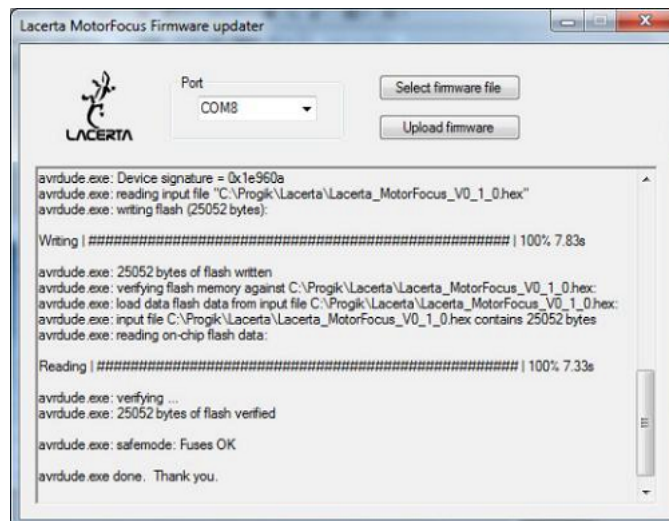 Lacerta MotorFocus Firmware updater
Port
COM8
Select firmware file
Upload firmware
LACERTA
avrdude.exe: Device signature = 0x1e960a
avrdude.exe: reading input file "C:\Progik\Lacerta\Lacerta_MotorFocus_V0_1_0.hex"
avrdude.exe: writing flash (25052 bytes):
Writing | ################################################## | 100% 7.83s
avrdude.exe: 25052 bytes of flash written
avrdude.exe: verifying flash memory against C:\Progik\Lacerta\Lacerta_MotorFocus_V0_1_0.hex:
avrdude.exe: load data flash data from input file C:\Progik\Lacerta\Lacerta_MotorFocus_V0_1_0.hex:
avrdude.exe: input file C:\Progik\Lacerta\Lacerta_MotorFocus_V0_1_0.hex contains 25052 bytes
avrdude.exe: reading on-chip flash data:
Reading | ################################################## | 100% 7.33s
avrdude.exe: verifying ...
avrdude.exe: 25052 bytes of flash verified
avrdude.exe: safemode: Fuses OK
avrdude.exe done.  Thank you.